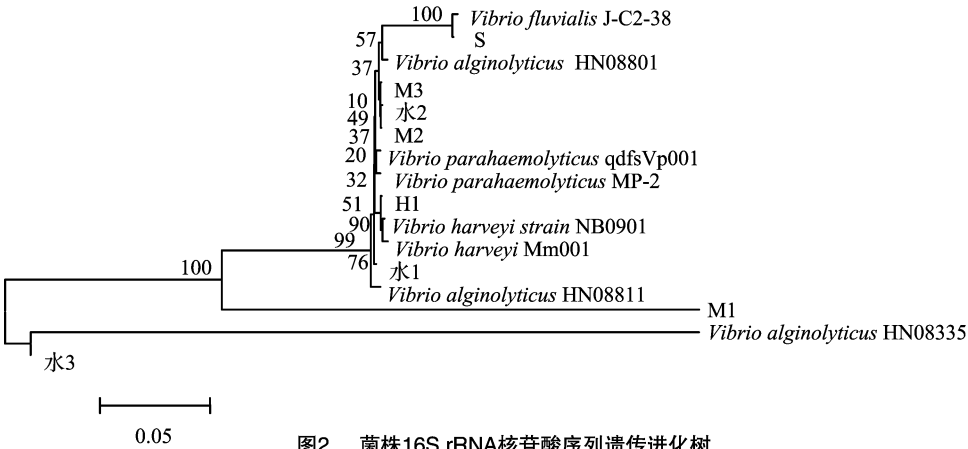 100 Vibrio fluvialis J-C2-38
57 S
37 Vibrio alginolyticus HN08801
M3
10 水2
49
37 M2
20 Vibrio parahaemolyticus qdfsVp001
32 Vibrio parahaemolyticus MP-2
51 H1
90 Vibrio harveyi strain NB0901
99 Vibrio harveyi Mm001
76 水1
100 Vibrio alginolyticus HN08811
M1
Vibrio alginolyticus HN08335
水3
0.05
图2 菌株16S rRNA核苷酸序列遗传进化树